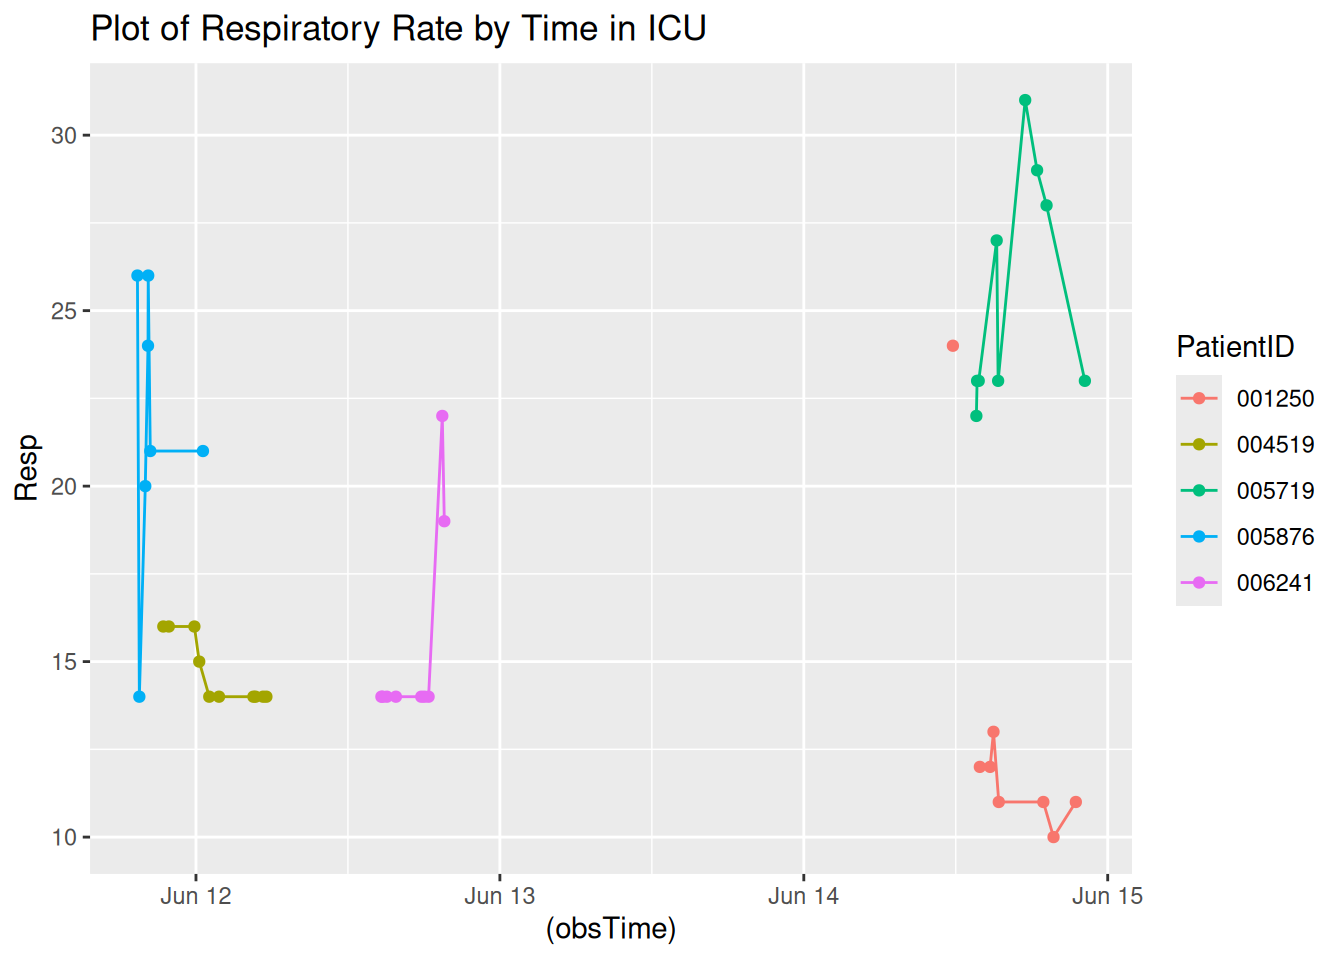 Plot of Respiratory Rate by Time in ICU
30
25
20
15
10
Resp
Jun 12
Jun 13
Jun 14
Jun 15
(obsTime)
PatientID
001250
004519
005719
005876
006241